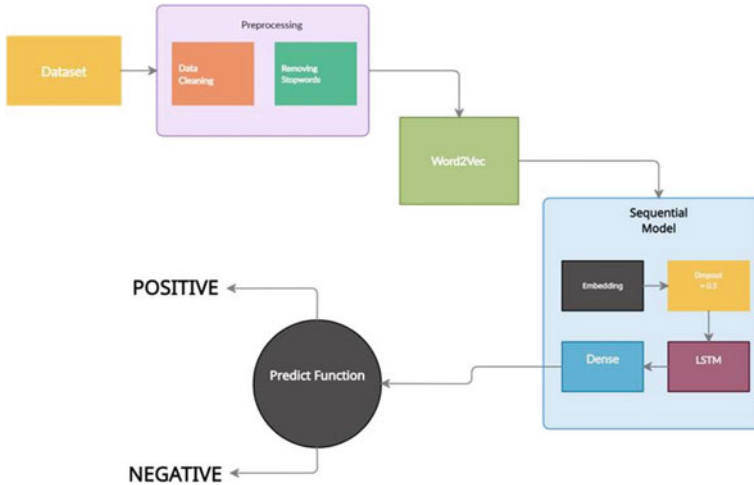 Preprocessing
Dataset
Data
Cleaning
Removing
Stopwords
Word2Vec
Sequential
Model
Embedding
Dropout
= 0.5
LSTM
Dense
Predict Function
POSITIVE
NEGATIVE